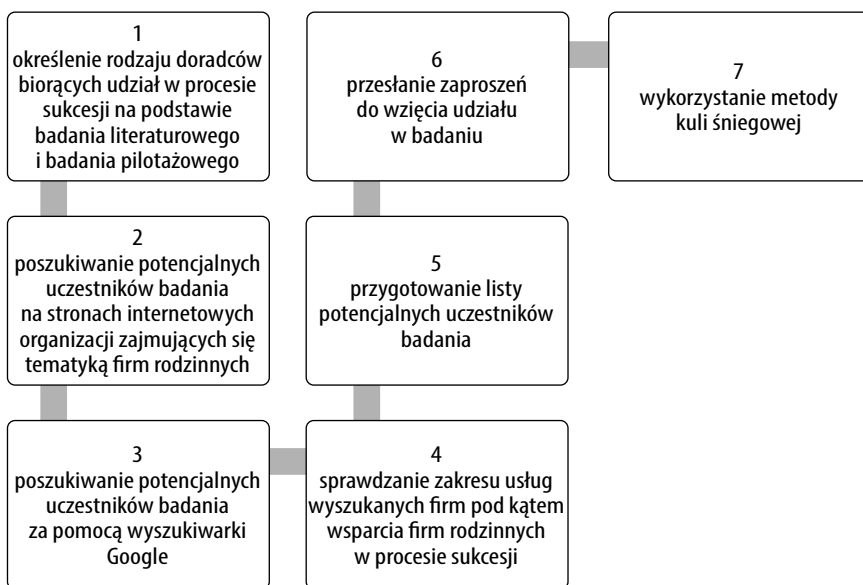 1
określenie rodzaju doradców
biorących udział w procesie
sukcesji na podstawie
badania literaturowego
i badania pilotażowego
2
poszukiwanie potencjalnych
uczestników badania
na stronach internetowych
organizacji zajmujących się
tematyką firm rodzinnych
3
poszukiwanie potencjalnych
uczestników badania
za pomocą wyszukiwarki
Google
4
sprawdzanie zakresu usług
wyszukanych firm pod kątem
wsparcia firm rodzinnych
w procesie sukcesji
5
przygotowanie listy
potencjalnych uczestników
badania
6
przesłanie zaproszeń
do wzięcia udziału
w badaniu
7
wykorzystanie metody
kuli śniegowej